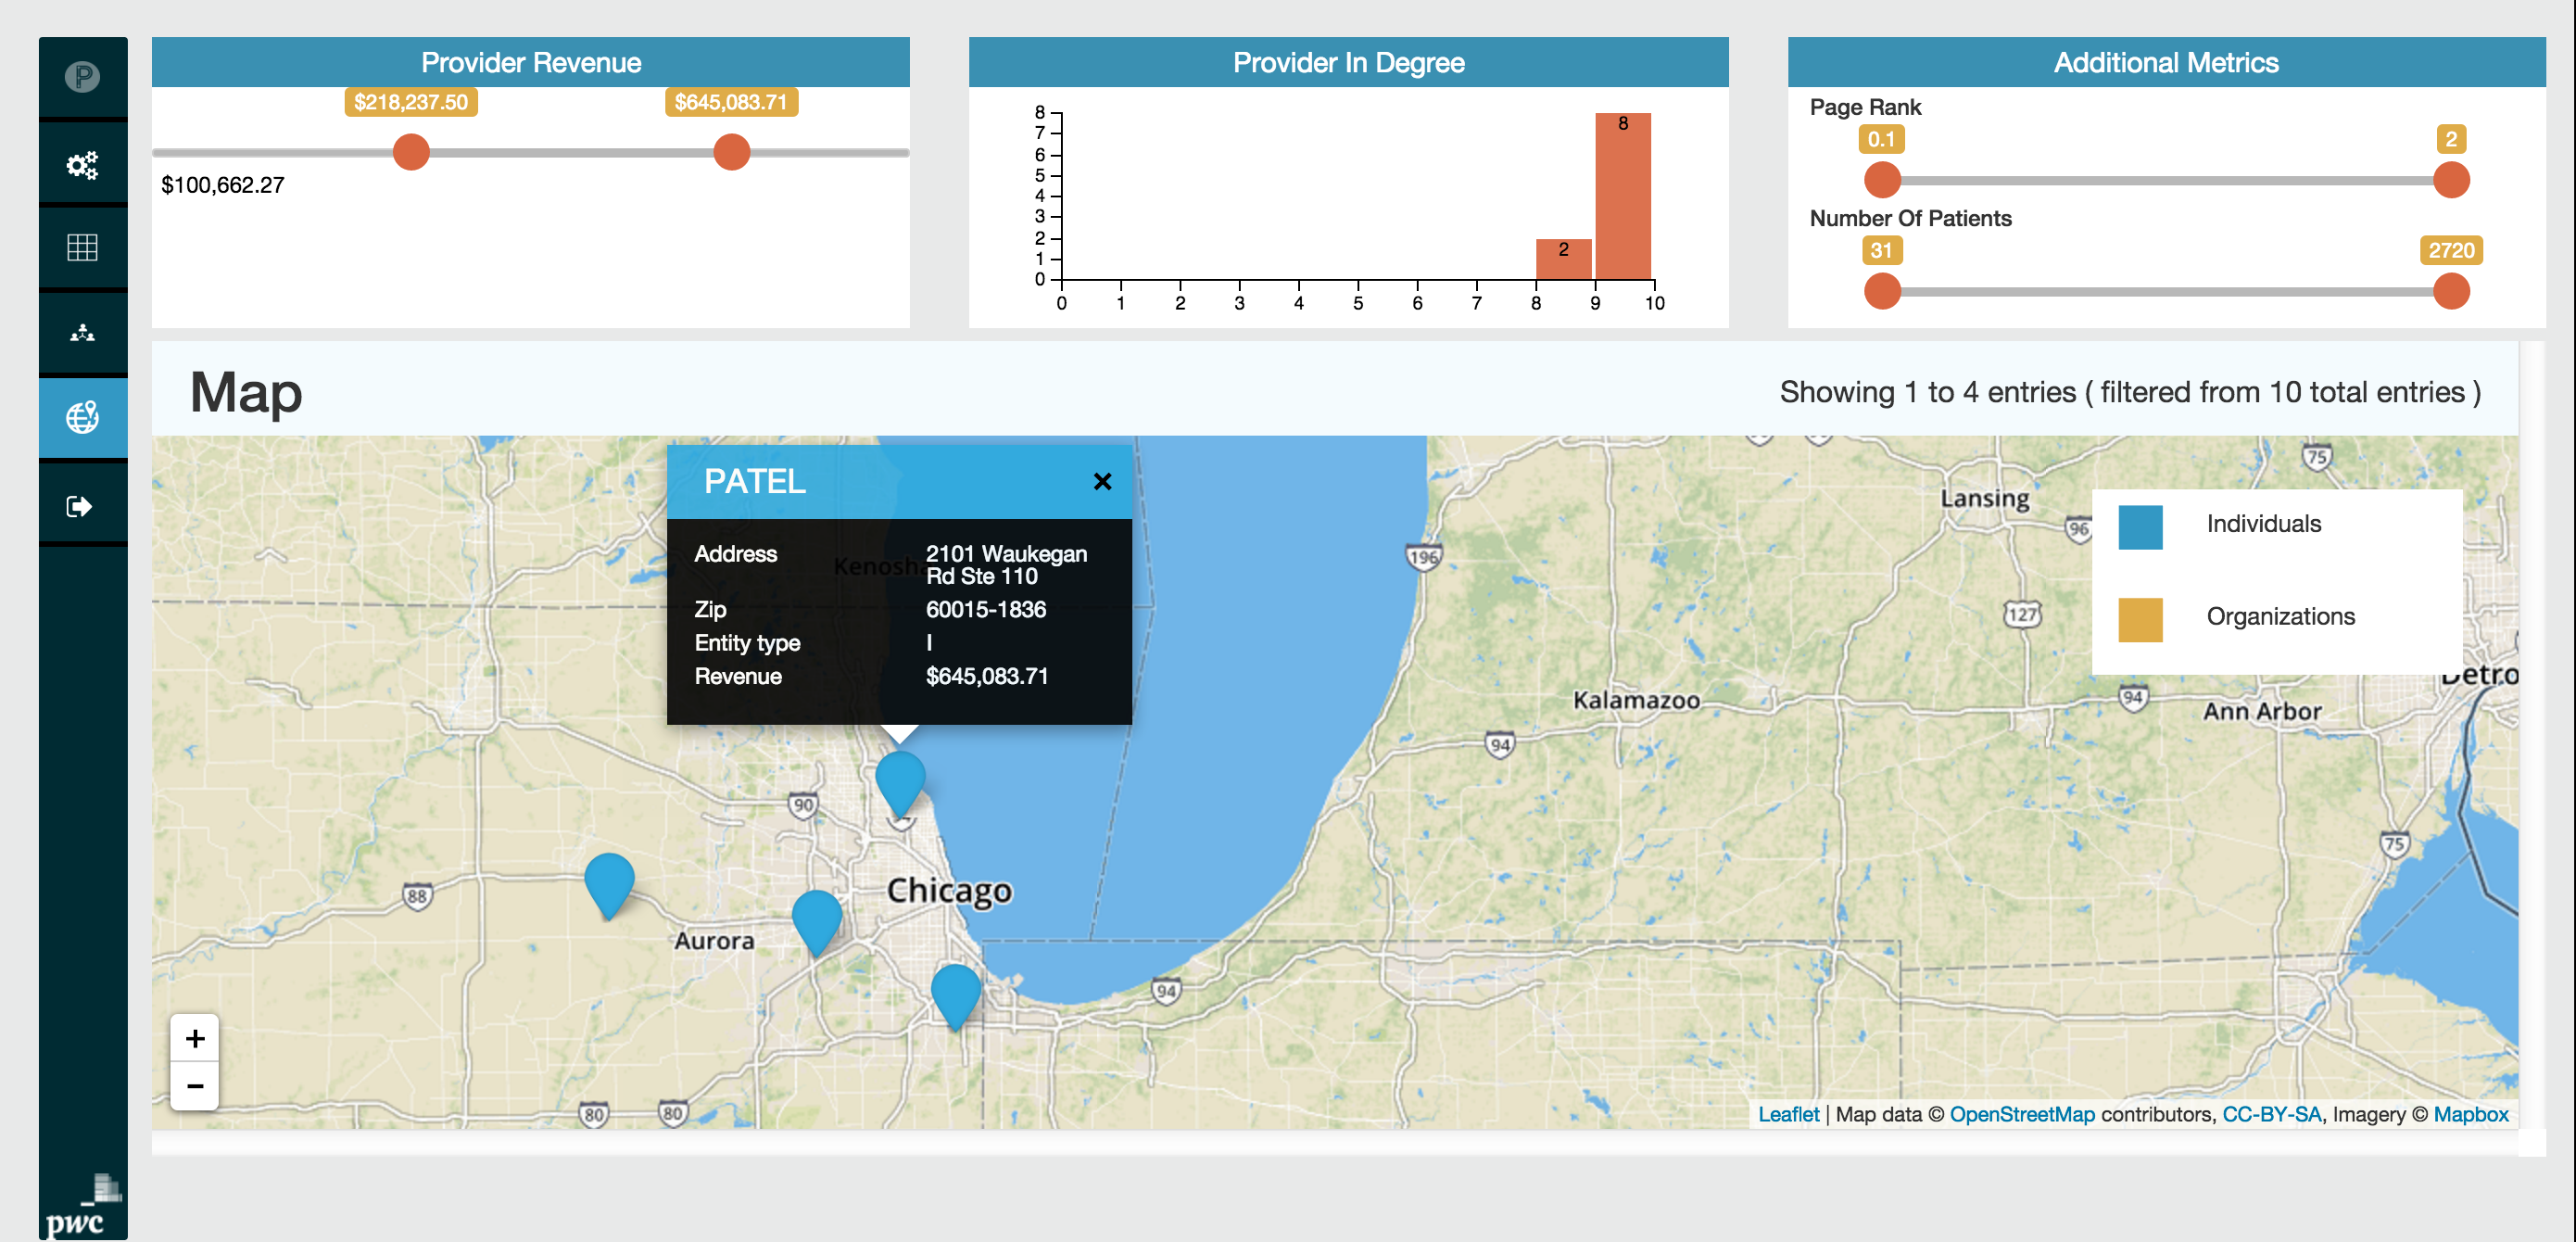 P
Provider Revenue
$218,237.50
$645,083.71
$100,662.27
Provider In Degree
8
7
6
5
4
3
2
1
0
2
8
0 1 2 3 4 5 6 7 8 9 10
Additional Metrics
Page Rank
0.1
2
Number Of Patients
31
2720
Map
Showing 1 to 4 entries ( filtered from 10 total entries )
PATEL
×
Address 2101 Waukegan
Rd Ste 110
Zip 60015-1836
Entity type I
Revenue $645,083.71
Individuals
Organizations
Lansing
75
96
196
127
Kalamazoo
94
94
Ann Arbor
90
75
88
Chicago
Aurora
94
80
80
+
−
Leaflet | Map data © OpenStreetMap contributors, CC-BY-SA, Imagery © Mapbox
pwc